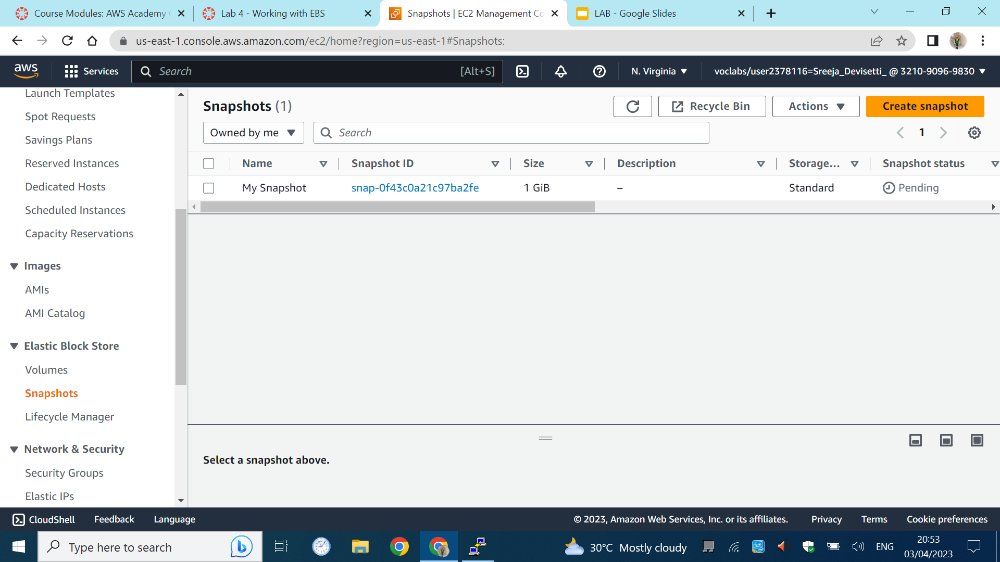 Course Modules: AWS Academy
Lab 4 - Working with EBS
Snapshots | EC2 Management Co
LAB - Google Slides
us-east-1.console.aws.amazon.com/ec2/home?region=us-east-1#Snapshots:
aws
Services
Search
[Alt+S]
N. Virginia
voclabs/user2378116=Sreeja_Devisetti_ @ 3210-9096-9830
Launch Templates
Spot Requests
Savings Plans
Reserved Instances
Dedicated Hosts
Scheduled Instances
Capacity Reservations
Images
AMIs
AMI Catalog
Elastic Block Store
Volumes
Snapshots
Lifecycle Manager
Network & Security
Security Groups
Elastic IPs
Snapshots (1)
Recycle Bin
Actions
Create snapshot
Owned by me
Search
1
Name Snapshot ID Size Description Storage... Snapshot status
My Snapshot snap-0f43c0a21c97ba2fe 1 GiB – Standard Pending
Select a snapshot above.
CloudShell Feedback Language
© 2023, Amazon Web Services, Inc. or its affiliates. Privacy Terms Cookie preferences
Type here to search
30°C Mostly cloudy
ENG
20:53
03/04/2023